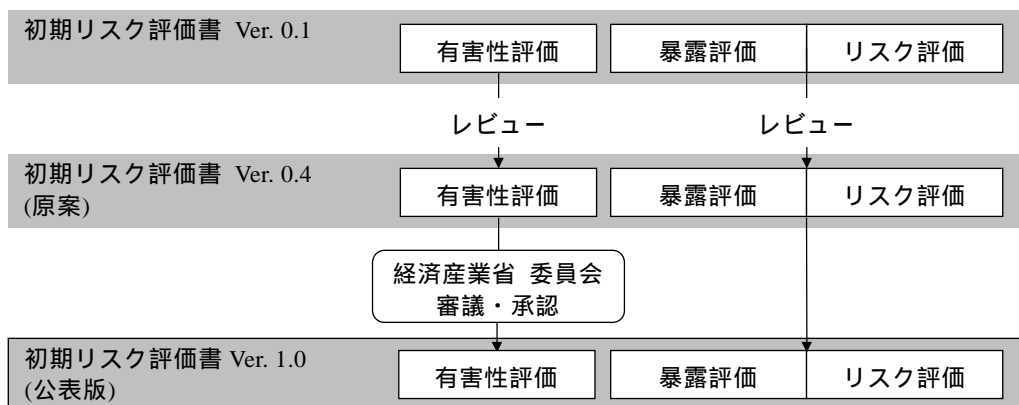 初期リスク評価書 Ver. 0.1
有害性評価 暴露評価 リスク評価
レビュー レビュー
初期リスク評価書 Ver. 0.4
(原案)
有害性評価 暴露評価 リスク評価
経済産業省 委員会
審議・承認
初期リスク評価書 Ver. 1.0
(公表版)
有害性評価 暴露評価 リスク評価